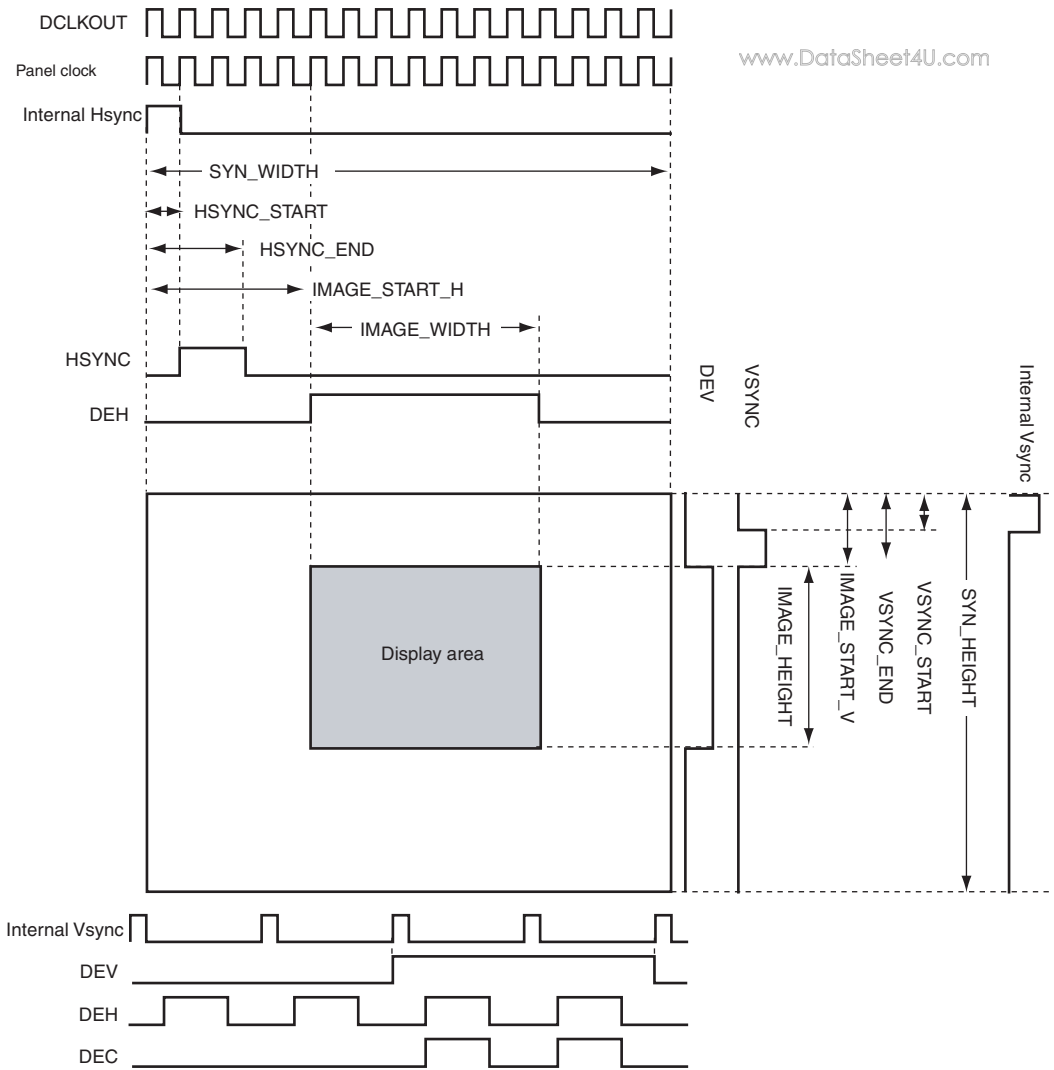 DCLKOUT
www.DataSheet4U.com
Panel clock
Internal Hsync
SYN_WIDTH
HSYNC_START
HSYNC_END
IMAGE_START_H
IMAGE_WIDTH
HSYNC
DEH
DEV
VSYNC
Internal Vsync
Display area
IMAGE_HEIGHT
IMAGE_START_V
VSYNC_END
VSYNC_START
SYN_HEIGHT
Internal Vsync
DEV
DEH
DEC